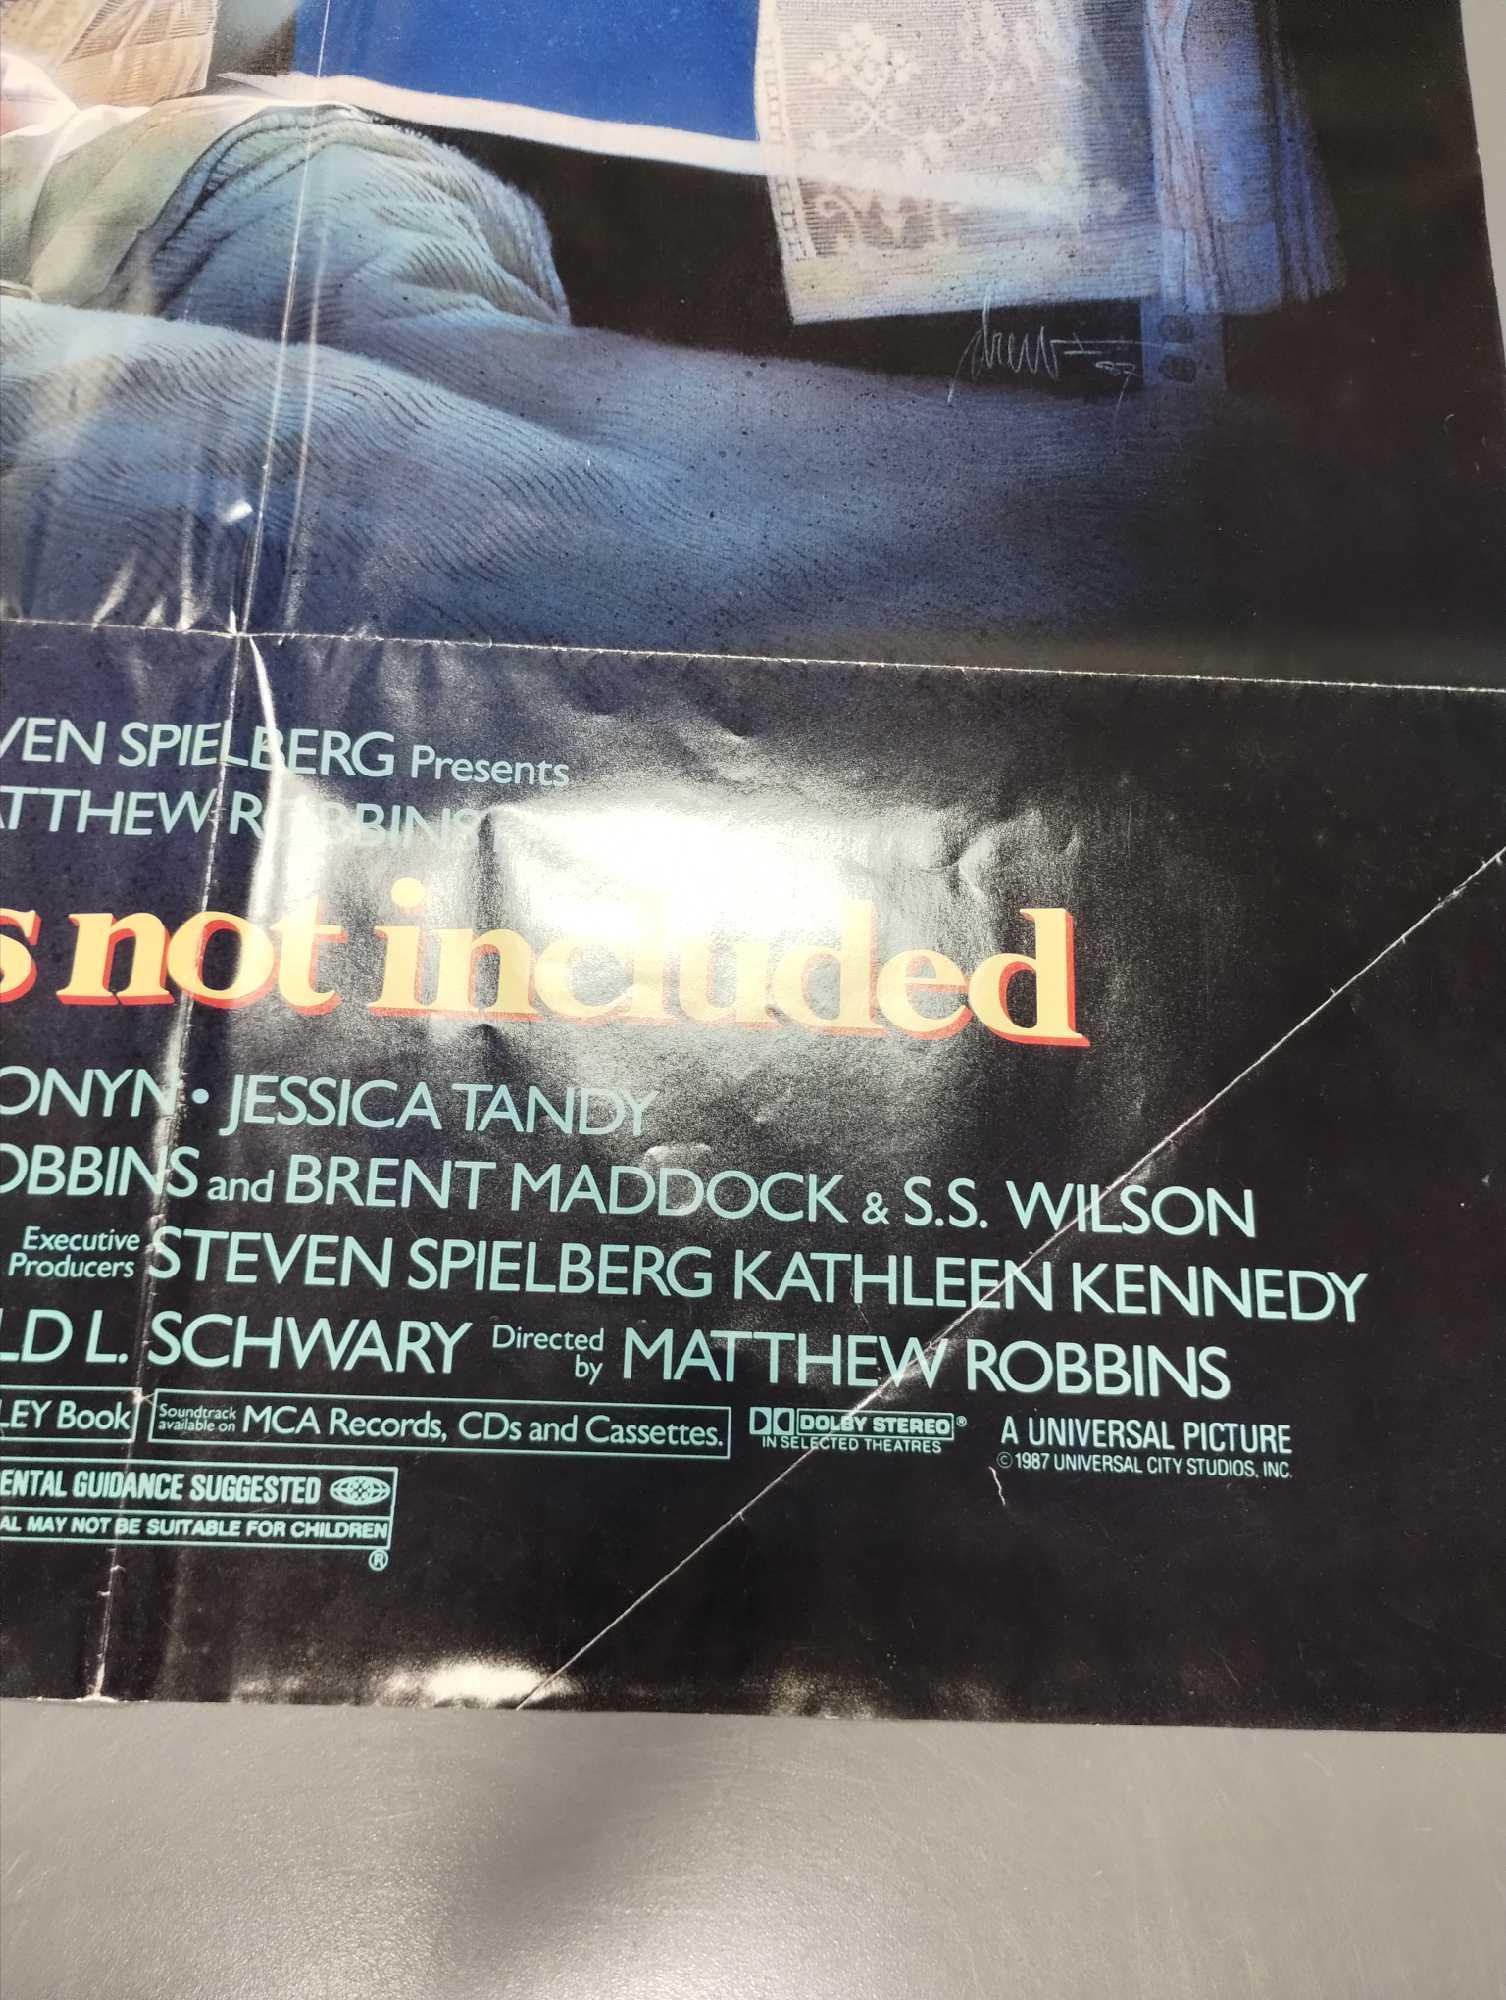 drew 87
VEN SPIELBERG Presents
ATTHEW ROBBINS
s not included
ONYN • JESSICA TANDY
OBBINS and BRENT MADDOCK & S.S. WILSON
Executive Producers STEVEN SPIELBERG KATHLEEN KENNEDY
LD L. SCHWARY Directed by MATTHEW ROBBINS
LEY Book Soundtrack available on MCA Records, CDs and Cassettes. DOLBY STEREO® A UNIVERSAL PICTURE
IN SELECTED THEATRES © 1987 UNIVERSAL CITY STUDIOS, INC.
ENTAL GUIDANCE SUGGESTED
AL MAY NOT BE SUITABLE FOR CHILDREN
®